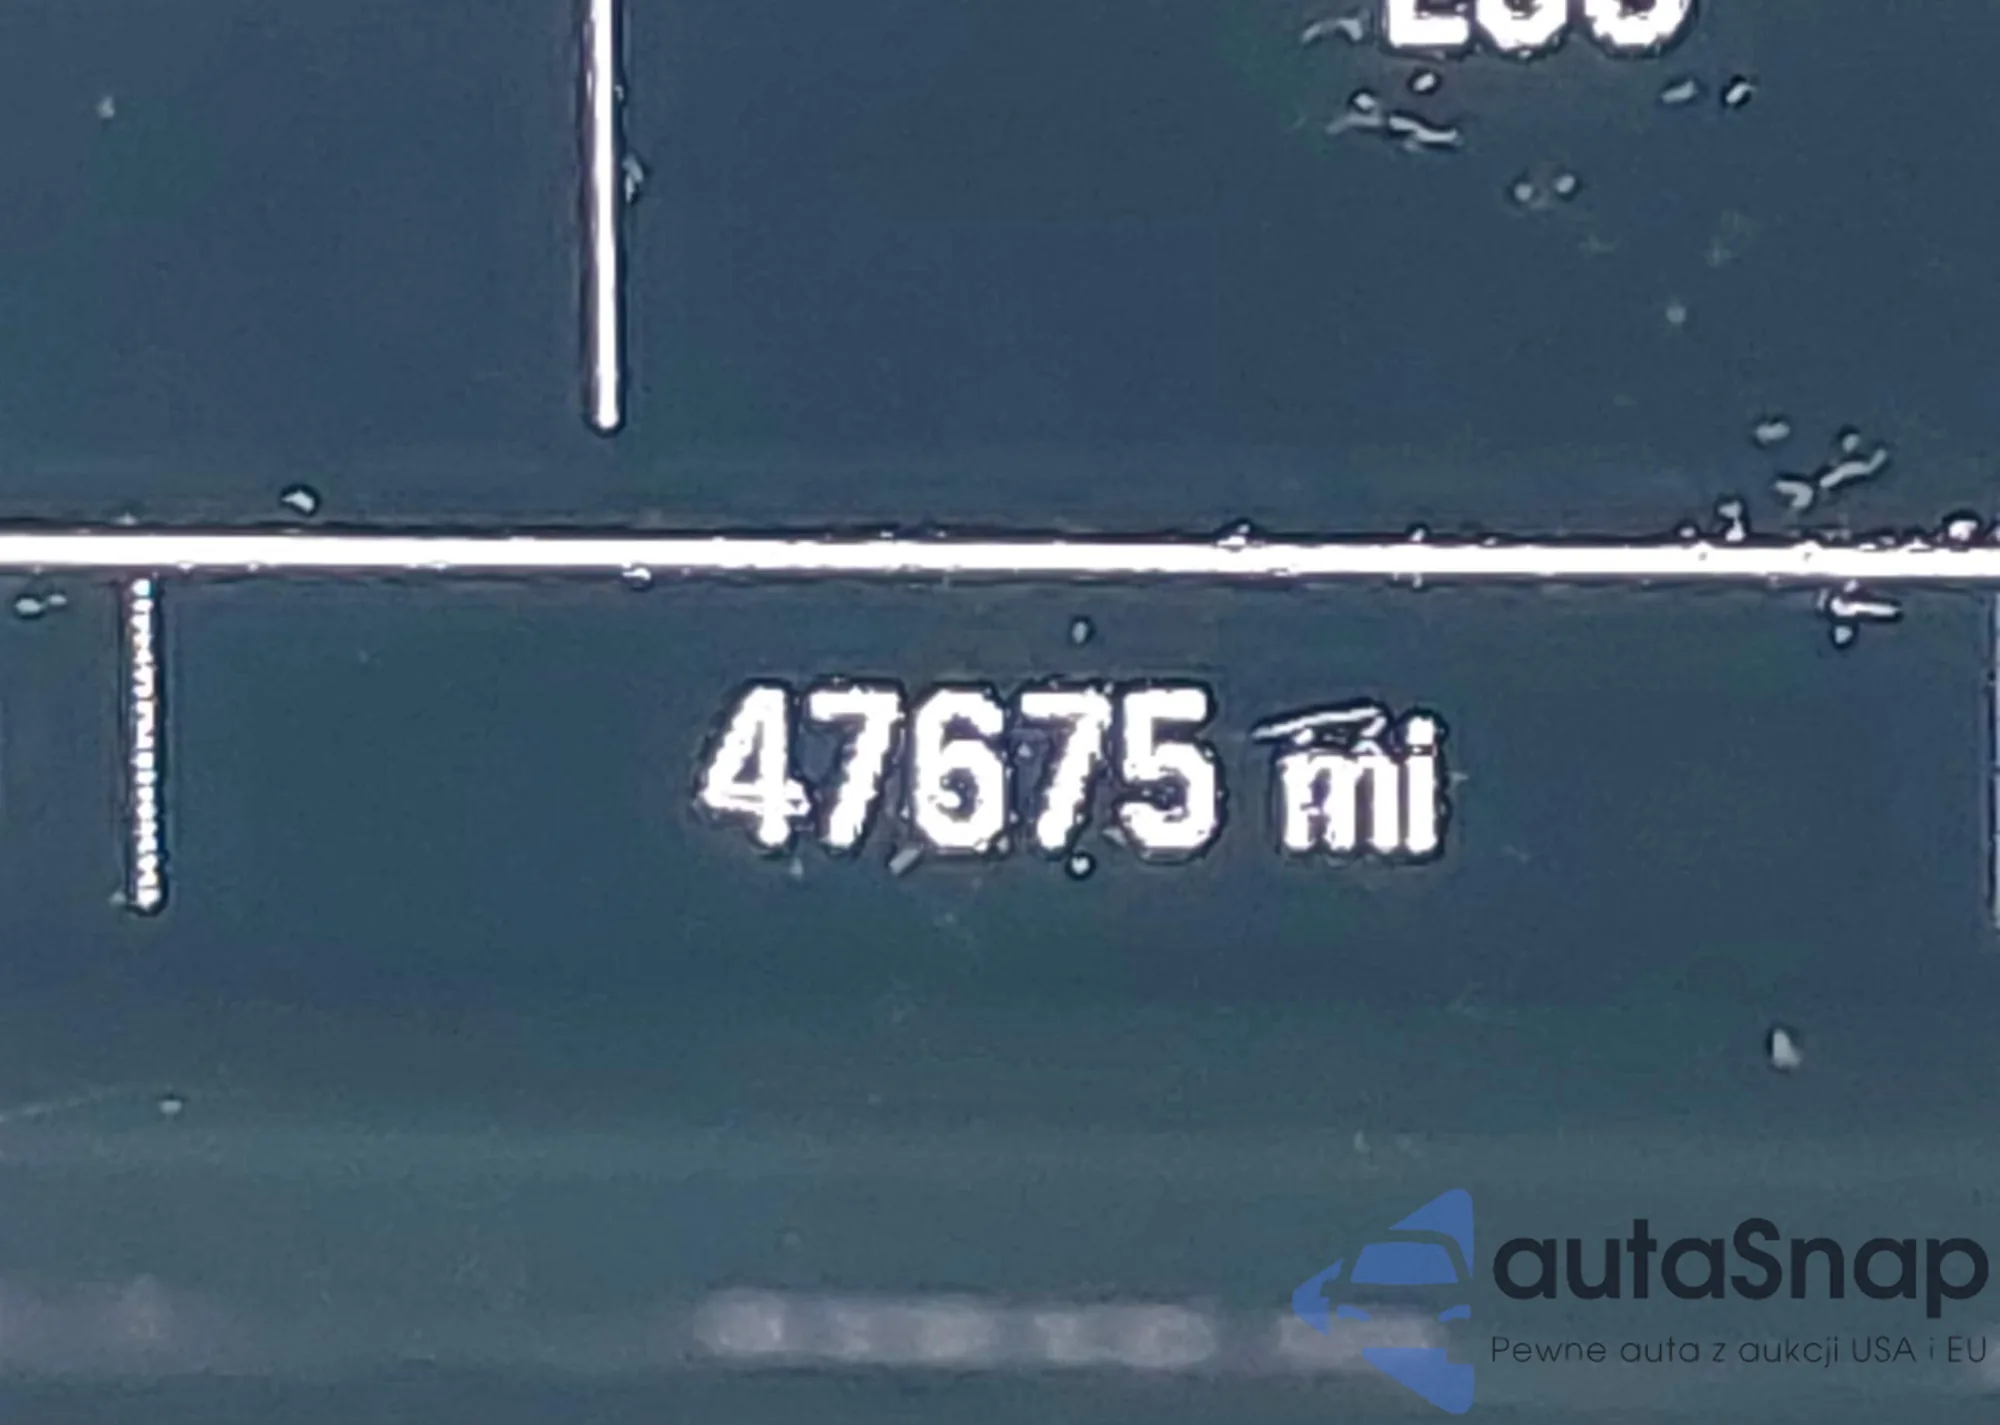 47675 mi
autaSnap
Pewne auta z aukcji USA i EU